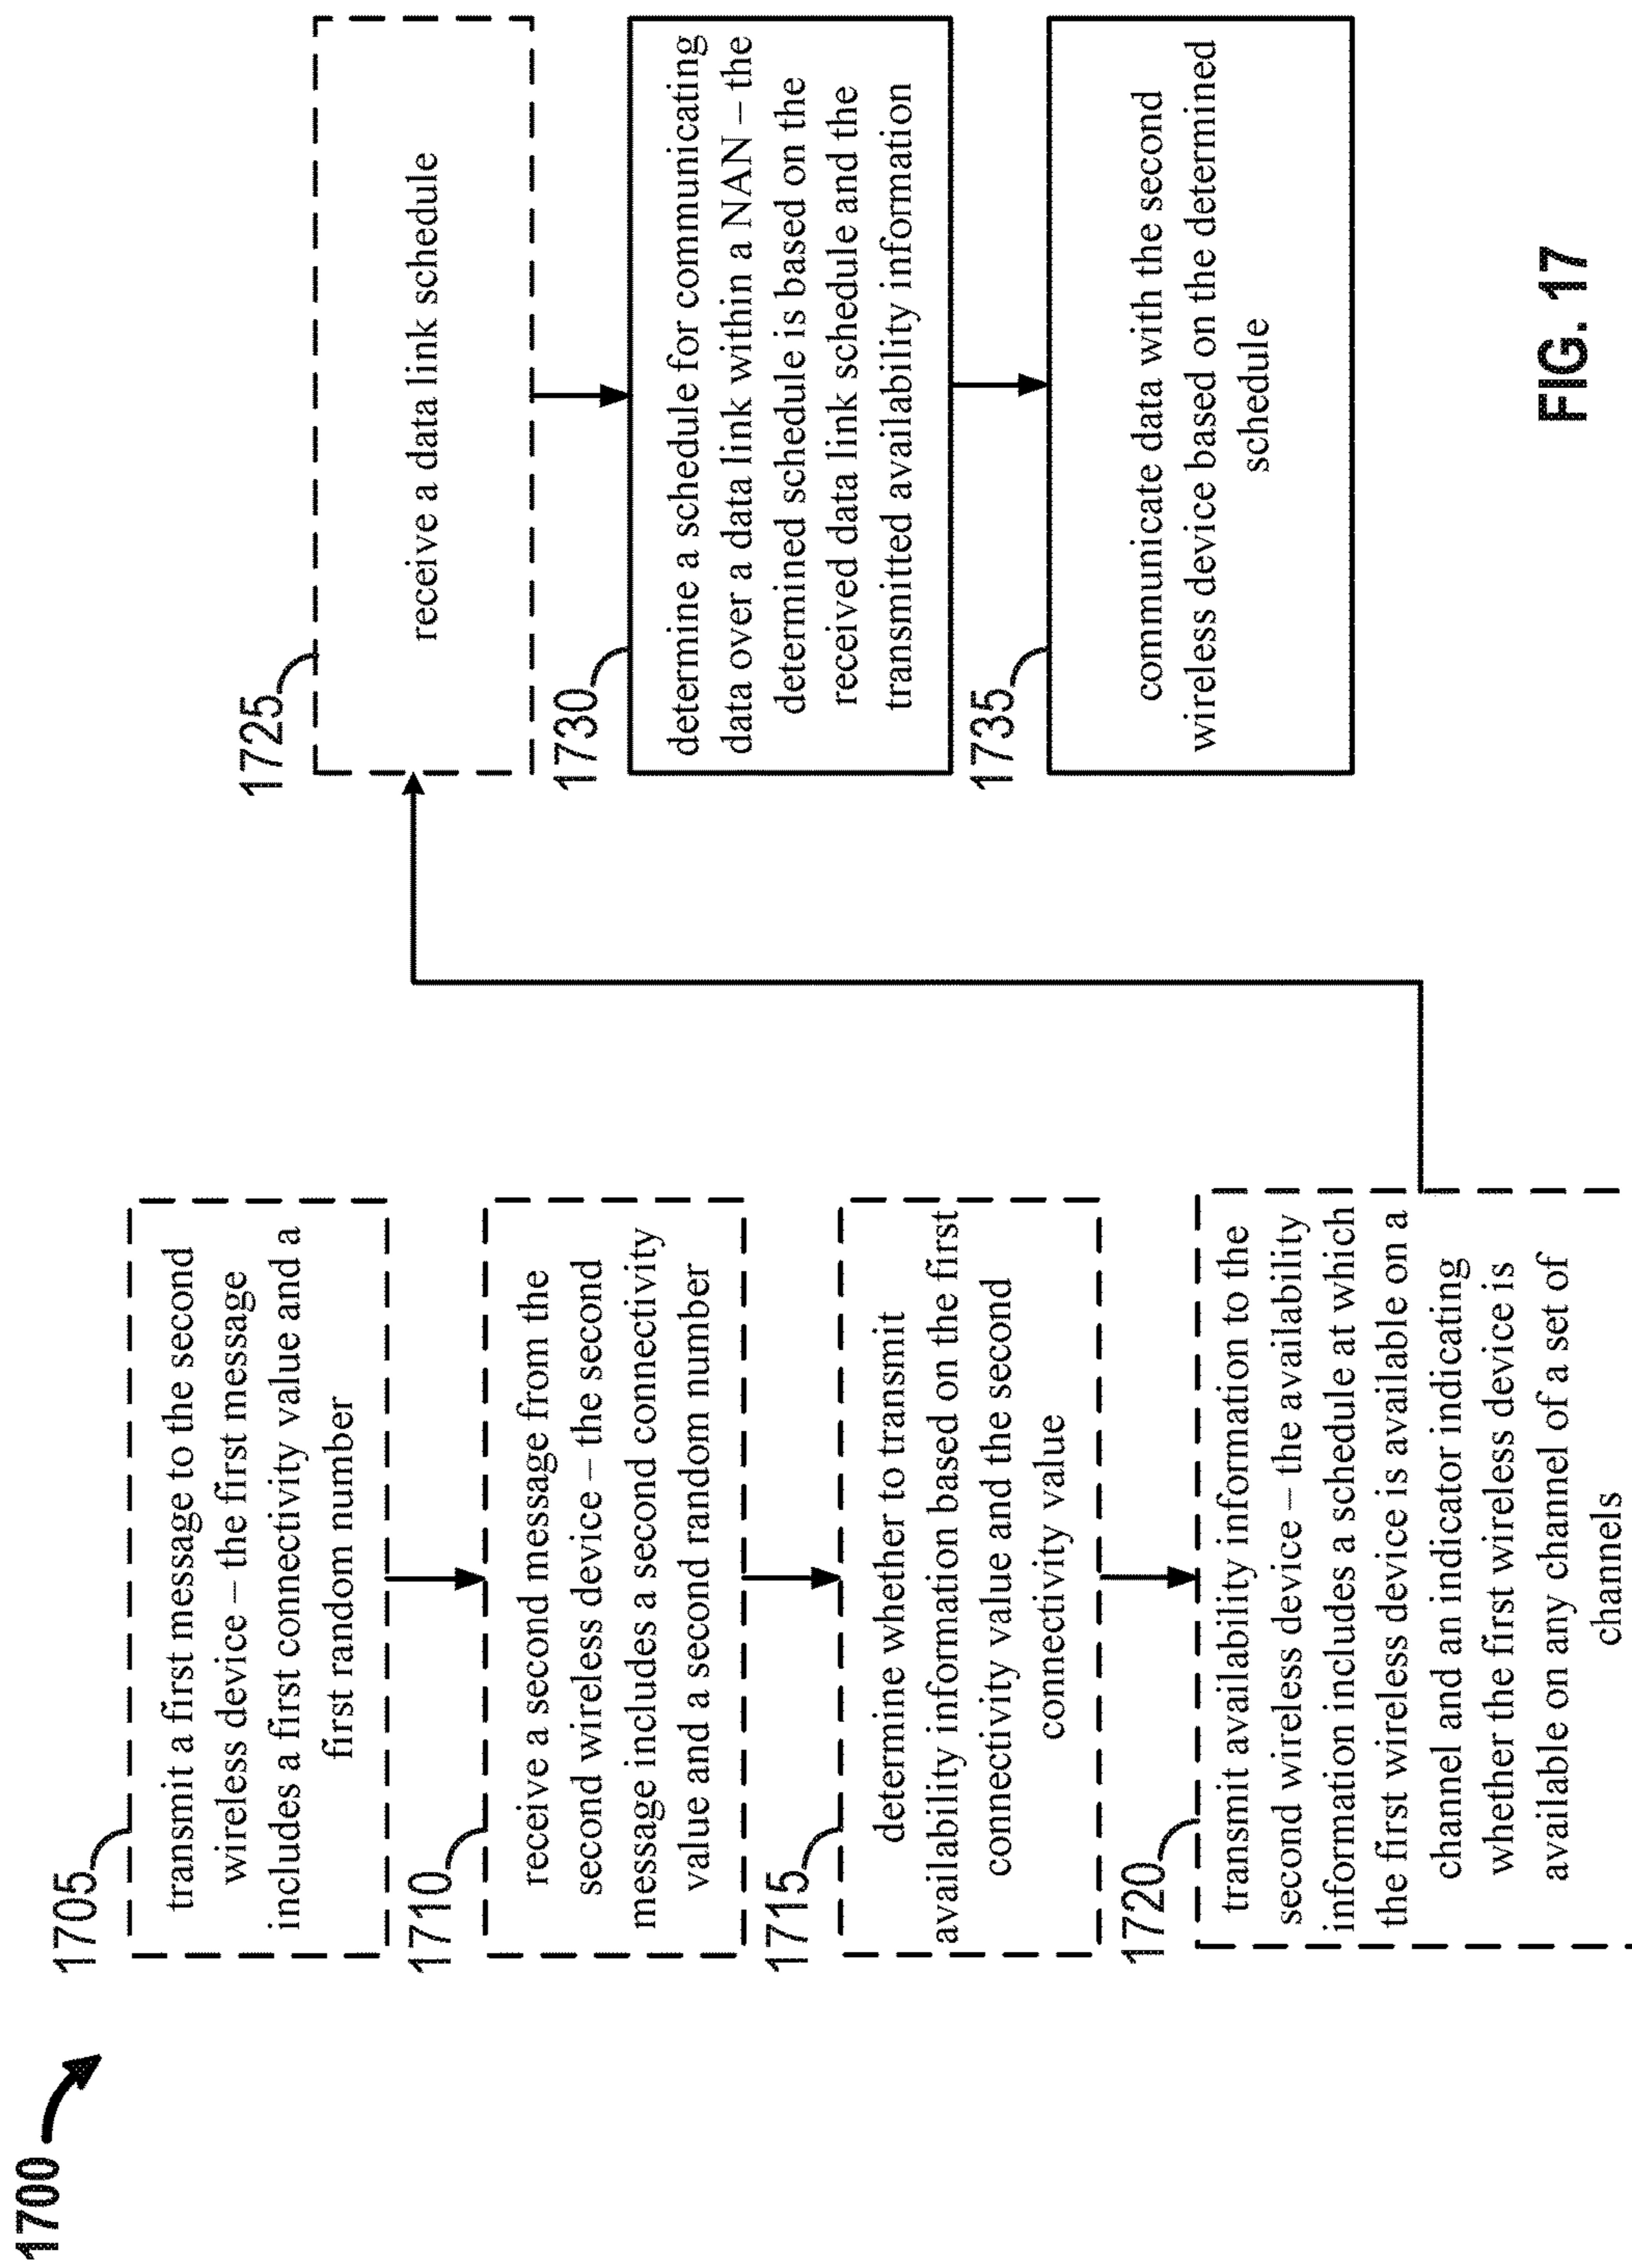 1700
1705
transmit a first message to the second
wireless device – the first message
includes a first connectivity value and a
first random number
1710
receive a second message from the
second wireless device – the second
message includes a second connectivity
value and a second random number
1715
determine whether to transmit
availability information based on the first
connectivity value and the second
connectivity value
1720
transmit availability information to the
second wireless device – the availability
information includes a schedule at which
the first wireless device is available on a
channel and an indicator indicating
whether the first wireless device is
available on any channel of a set of
channels
1725
receive a data link schedule
1730
determine a schedule for communicating
data over a data link within a NAN – the
determined schedule is based on the
received data link schedule and the
transmitted availability information
1735
communicate data with the second
wireless device based on the determined
schedule
FIG. 17